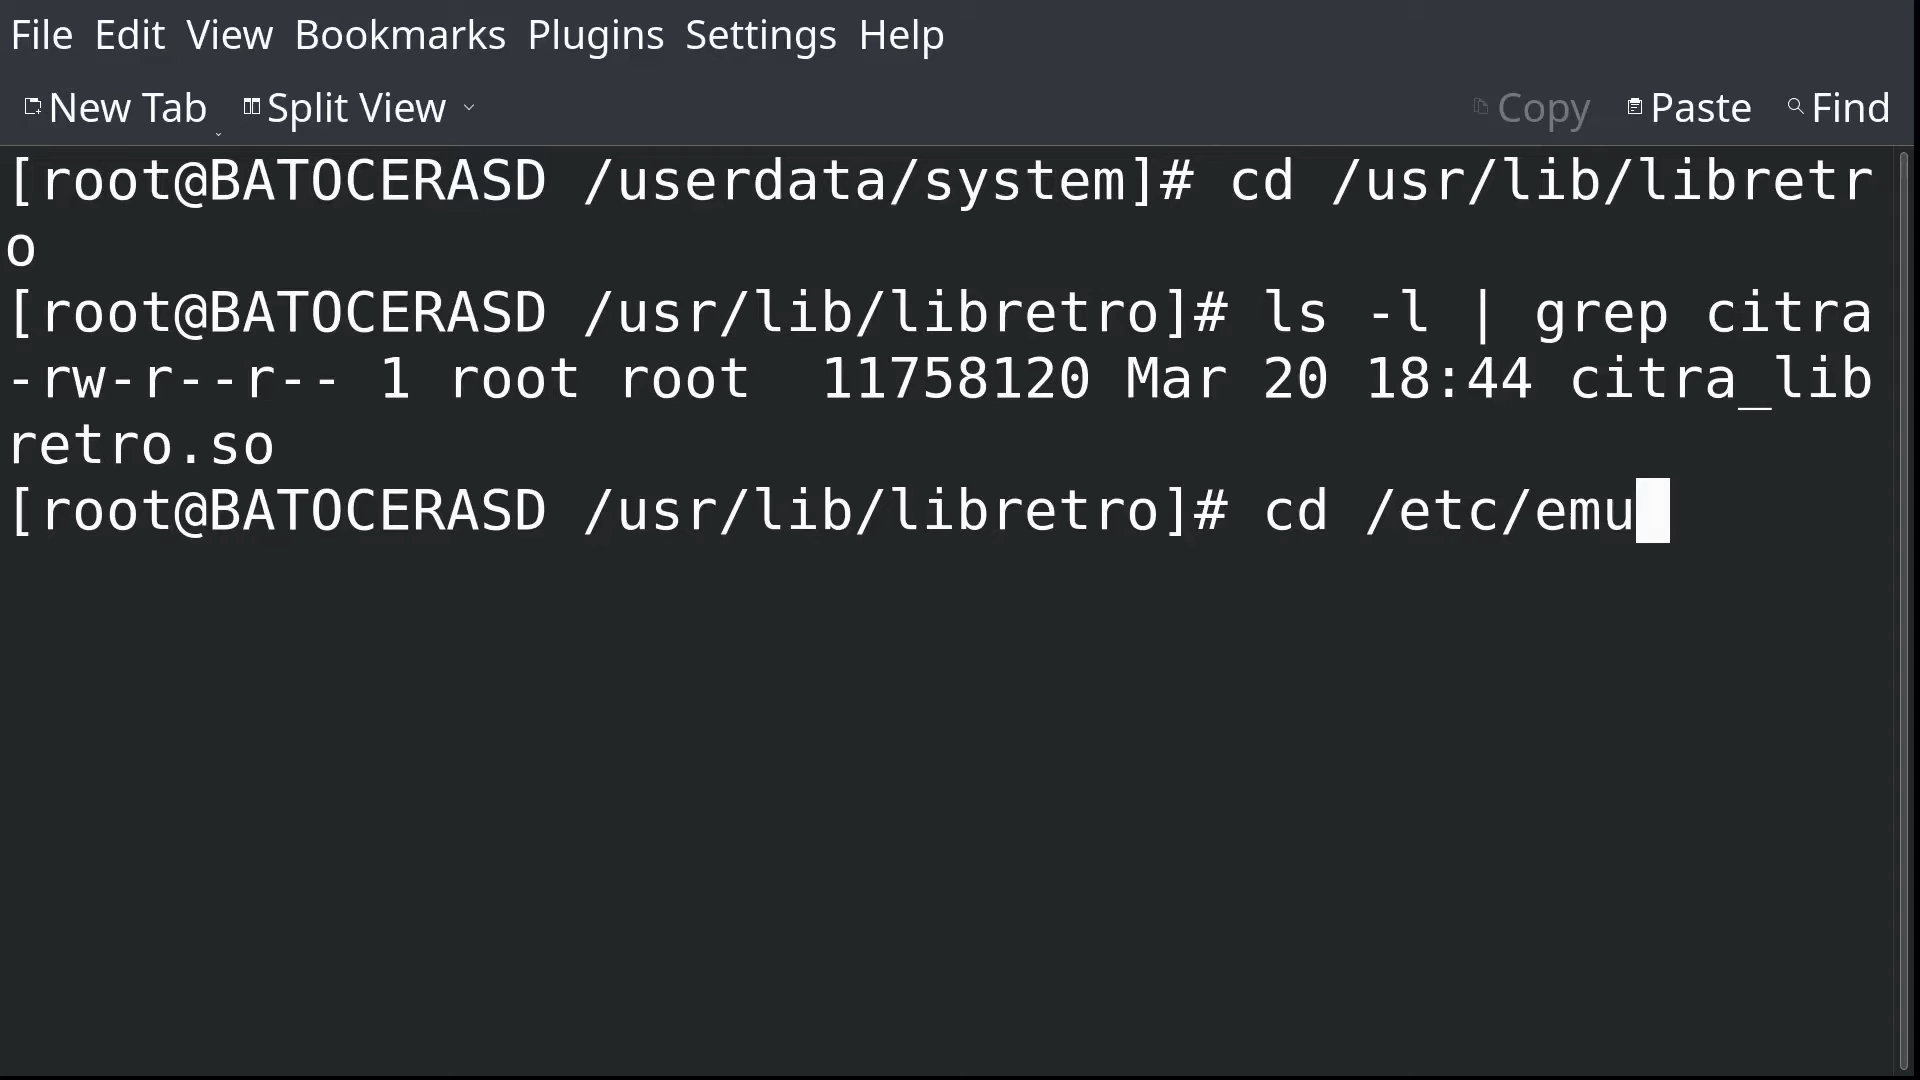 File Edit View Bookmarks Plugins Settings Help
New Tab Split View Copy Paste Find
[root@BATOCERASD /userdata/system]# cd /usr/lib/libretr
o
[root@BATOCERASD /usr/lib/libretro]# ls -l | grep citra
-rw-r--r-- 1 root root  11758120 Mar 20 18:44 citra_lib
retro.so
[root@BATOCERASD /usr/lib/libretro]# cd /etc/emu